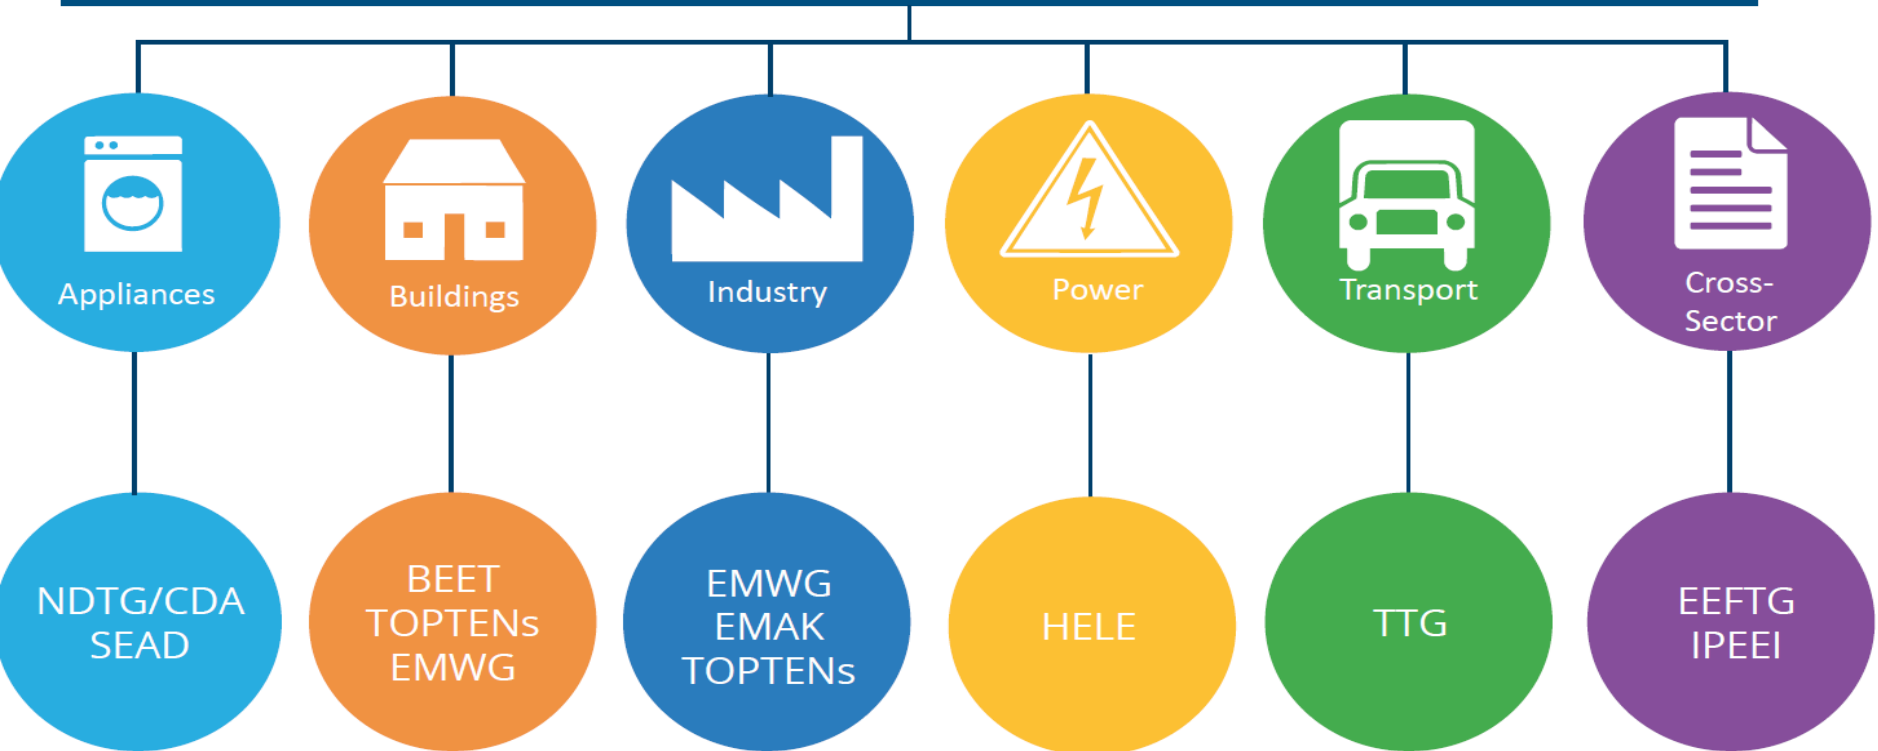 Appliances
Buildings
Industry
Power
Transport
Cross-
Sector
NDTG/CDA
SEAD
BEET
TOPTENs
EMWG
EMWG
EMAK
TOPTENs
HELE
TTG
EEFTG
IPEEI